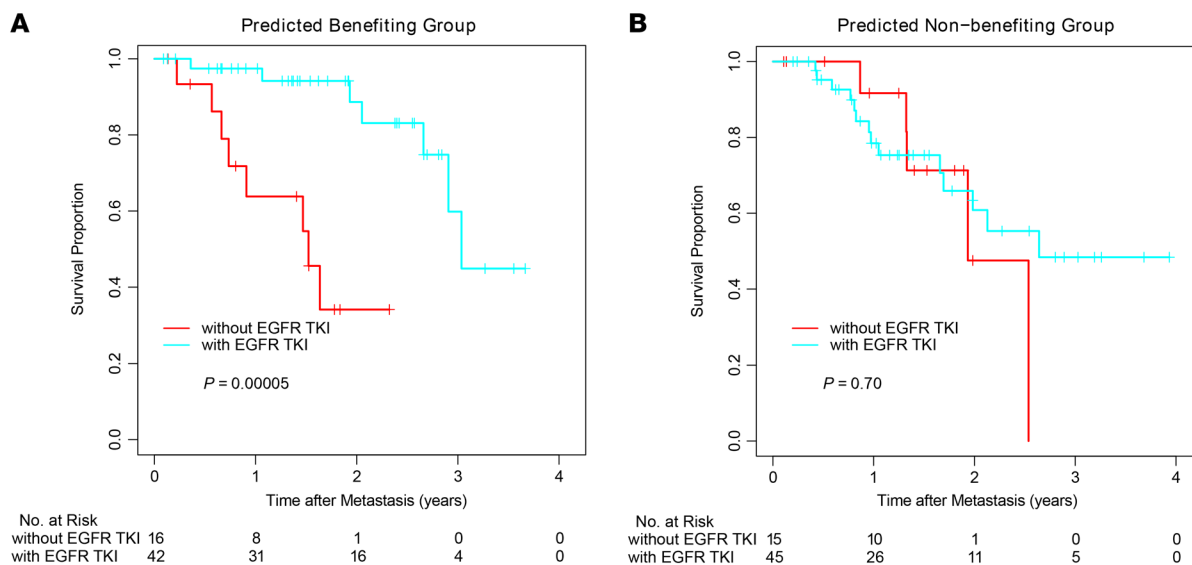 A
Predicted Benefiting Group
Survival Proportion
1.0
0.8
0.6
0.4
0.2
0.0
without EGFR TKI
with EGFR TKI
P = 0.00005
0 1 2 3 4
Time after Metastasis (years)
No. at Risk
without EGFR TKI 16 8 1 0 0
with EGFR TKI 42 31 16 4 0
B
Predicted Non-benefiting Group
Survival Proportion
1.0
0.8
0.6
0.4
0.2
0.0
without EGFR TKI
with EGFR TKI
P = 0.70
0 1 2 3 4
Time after Metastasis (years)
No. at Risk
without EGFR TKI 15 10 1 0 0
with EGFR TKI 45 26 11 5 0